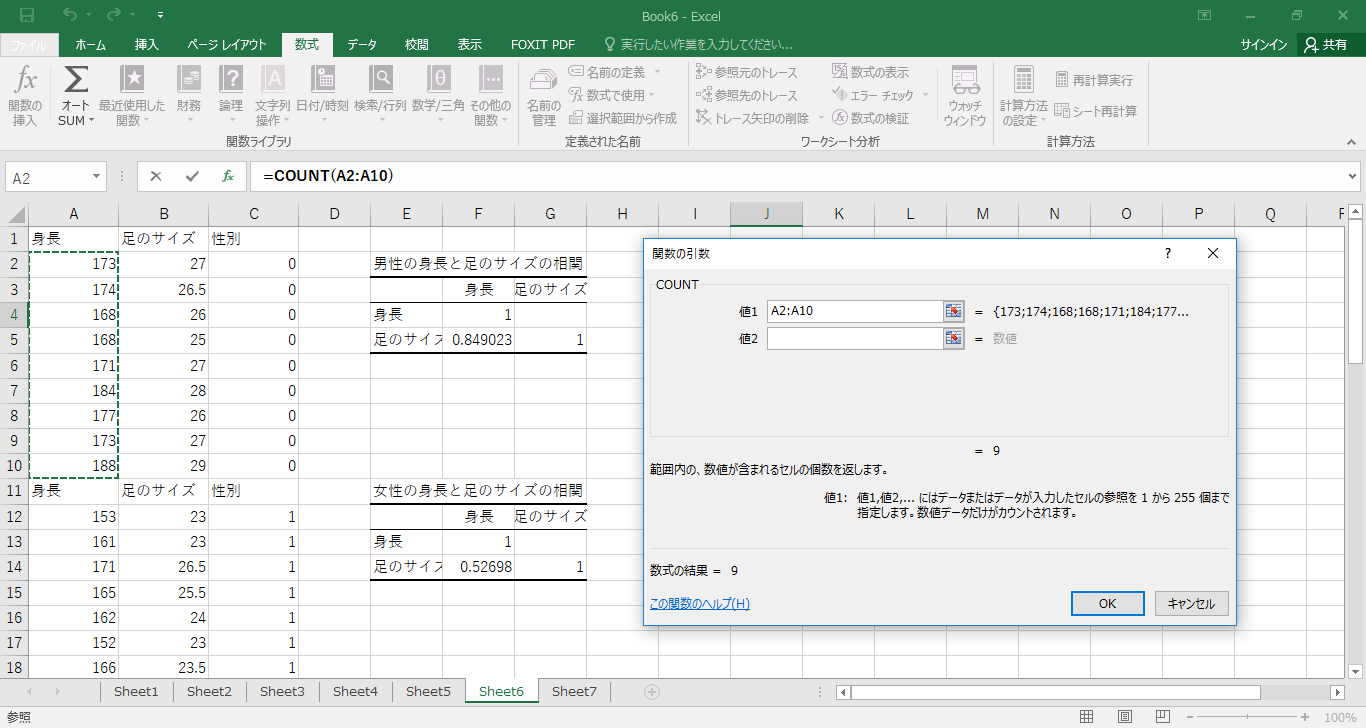 Book6 - Excel
ファイル ホーム 挿入 ページ レイアウト 数式 データ 校閲 表示 FOXIT PDF 実行したい作業を入力してください... サインイン 共有
fx 関数の挿入
Σ オート SUM
最近使用した関数
財務
論理
文字列操作
日付/時刻
検索/行列
数学/三角
その他の関数
関数ライブラリ
名前の管理
名前の定義
数式で使用
選択範囲から作成
定義された名前
参照元のトレース
参照先のトレース
トレース矢印の削除
数式の表示
エラー チェック
数式の検証
ワークシート分析
ウォッチ ウィンドウ
計算方法の設定
再計算実行
シート再計算
計算方法
A2 fx =COUNT(A2:A10)
A B C D E F G H I J K L M N O P Q R
1 身長 足のサイズ 性別
2 173 27 0 男性の身長と足のサイズの相関
3 174 26.5 0 身長 足のサイズ
4 168 26 0 身長 1
5 168 25 0 足のサイズ 0.849023 1
6 171 27 0
7 184 28 0
8 177 26 0
9 173 27 0
10 188 29 0
11 身長 足のサイズ 性別 女性の身長と足のサイズの相関
12 153 23 1 身長 足のサイズ
13 161 23 1 身長 1
14 171 26.5 1 足のサイズ 0.52698 1
15 165 25.5 1
16 162 24 1
17 152 23 1
18 166 23.5 1
関数の引数 ?
COUNT
値1 A2:A10 = {173;174;168;168;171;184;177...
値2 = 数値
= 9
範囲内の、数値が含まれるセルの個数を返します。
値1: 値1,値2,... にはデータまたはデータが入力したセルの参照を 1 から 255 個まで
指定します。数値データだけがカウントされます。
数式の結果 = 9
この関数のヘルプ(H) OK キャンセル
Sheet1 Sheet2 Sheet3 Sheet4 Sheet5 Sheet6 Sheet7
参照 100%